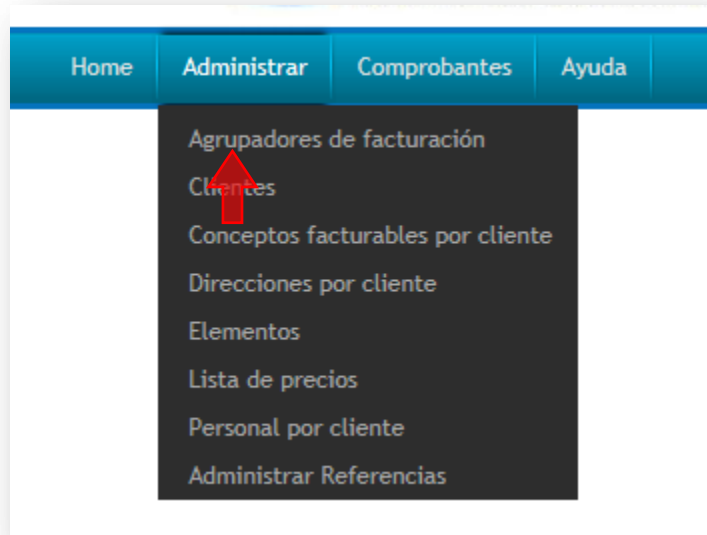 Home Administrar Comprobantes Ayuda
Agrupadores de facturación
Clientes
Conceptos facturables por cliente
Direcciones por cliente
Elementos
Lista de precios
Personal por cliente
Administrar Referencias